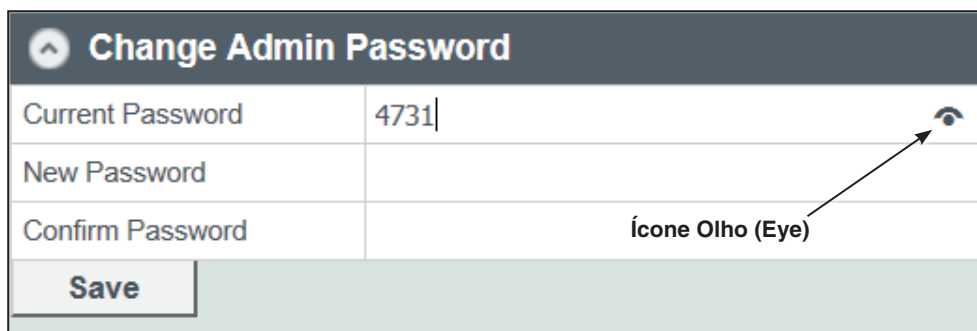 Change Admin Password
Current Password 4731
New Password
Confirm Password
Ícone Olho (Eye)
Save